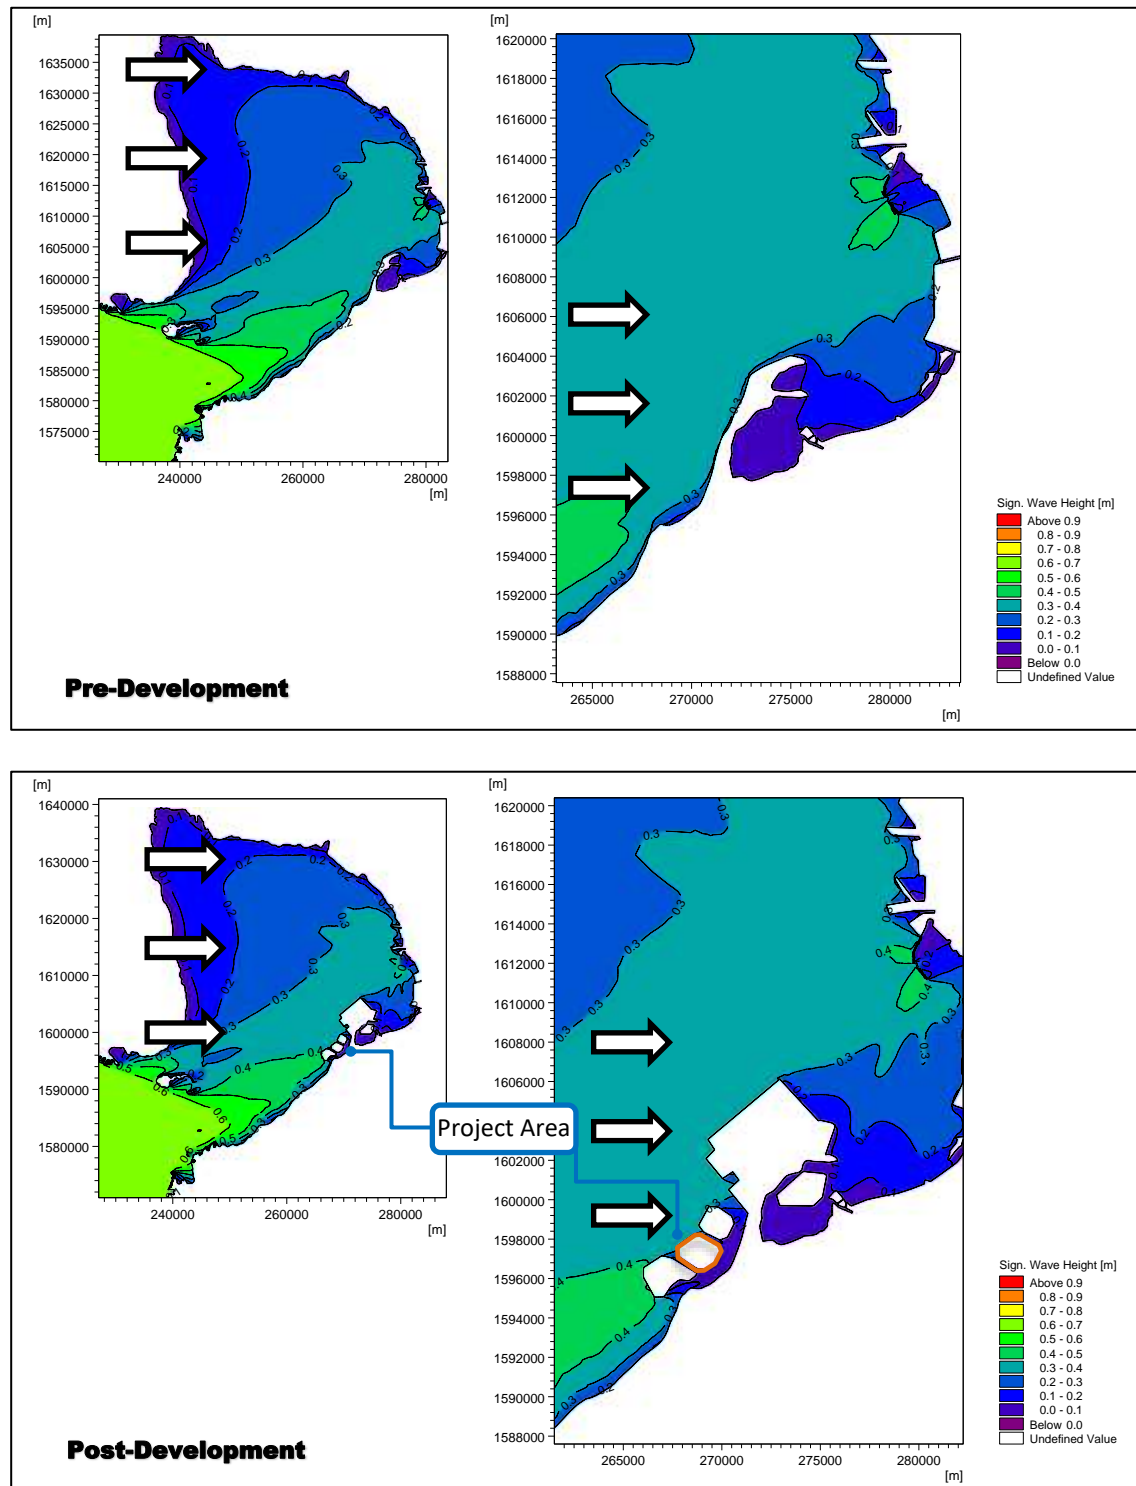 [m]
1635000
1630000
1625000
1620000
1615000
1610000
1605000
1600000
1595000
1590000
1585000
1580000
1575000
240000 260000 280000
[m]
Pre-Development
[m]
1620000
1618000
1616000
1614000
1612000
1610000
1608000
1606000
1604000
1602000
1600000
1598000
1596000
1594000
1592000
1590000
1588000
265000 270000 275000 280000
[m]
Sign. Wave Height [m]
Above 0.9
0.8 - 0.9
0.7 - 0.8
0.6 - 0.7
0.5 - 0.6
0.4 - 0.5
0.3 - 0.4
0.2 - 0.3
0.1 - 0.2
0.0 - 0.1
Below 0.0
Undefined Value
[m]
1640000
1630000
1620000
1610000
1600000
1590000
1580000
240000 260000 280000
[m]
Project Area
Post-Development
[m]
1620000
1618000
1616000
1614000
1612000
1610000
1608000
1606000
1602000
1600000
1598000
1596000
1594000
1592000
1590000
1588000
265000 270000 275000 280000
[m]
Sign. Wave Height [m]
Above 0.9
0.8 - 0.9
0.7 - 0.8
0.6 - 0.7
0.5 - 0.6
0.4 - 0.5
0.3 - 0.4
0.2 - 0.3
0.1 - 0.2
0.0 - 0.1
Below 0.0
Undefined Value